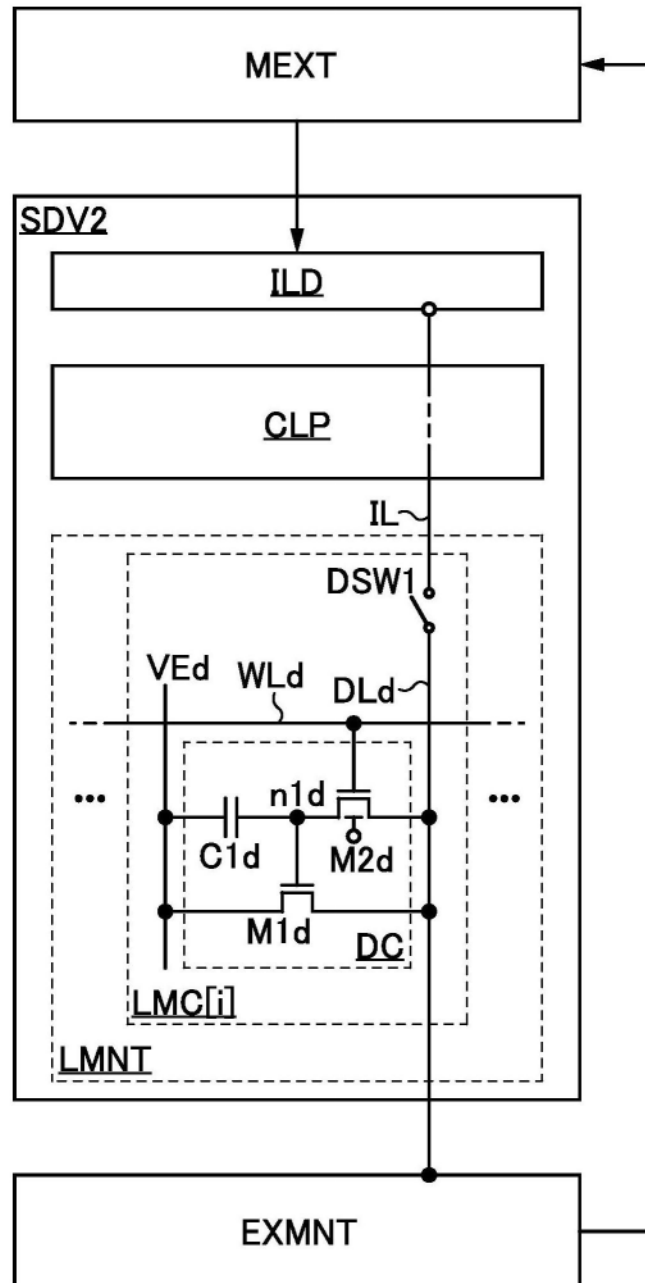 MEXT
SDV2
ILD
CLP
IL
DSW1
VEd
WLd
DLd
... n1d ...
C1d
M2d
M1d
DC
LMC[i]
LMNT
EXMNT